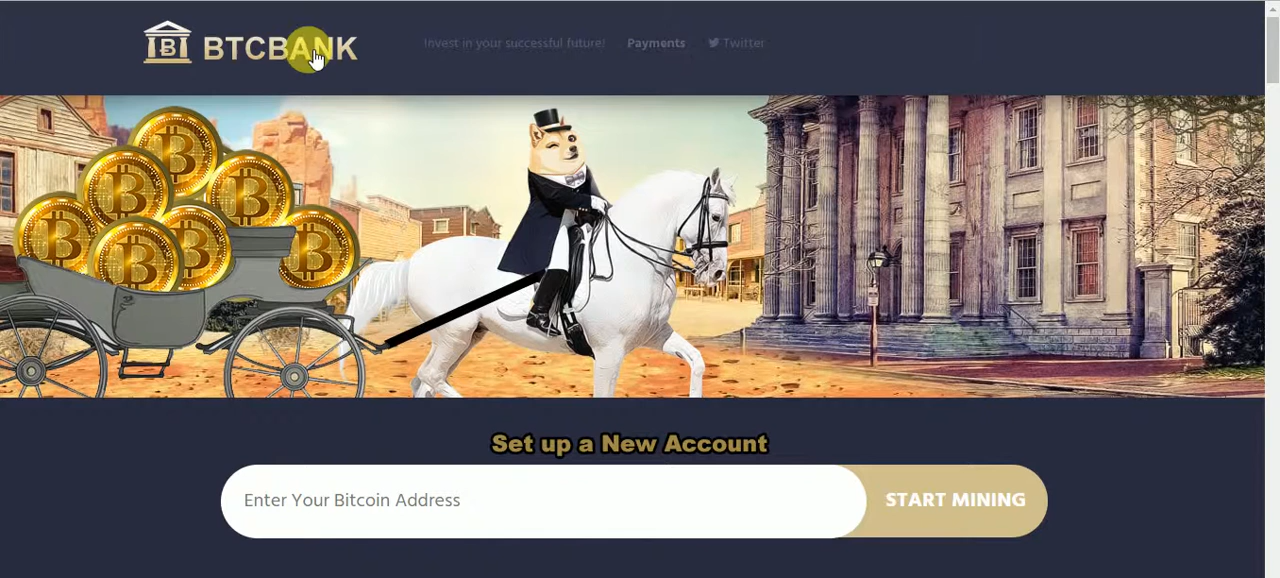 BTCBANK
Invest in your successful future! Payments Twitter
Set up a New Account
Enter Your Bitcoin Address
START MINING